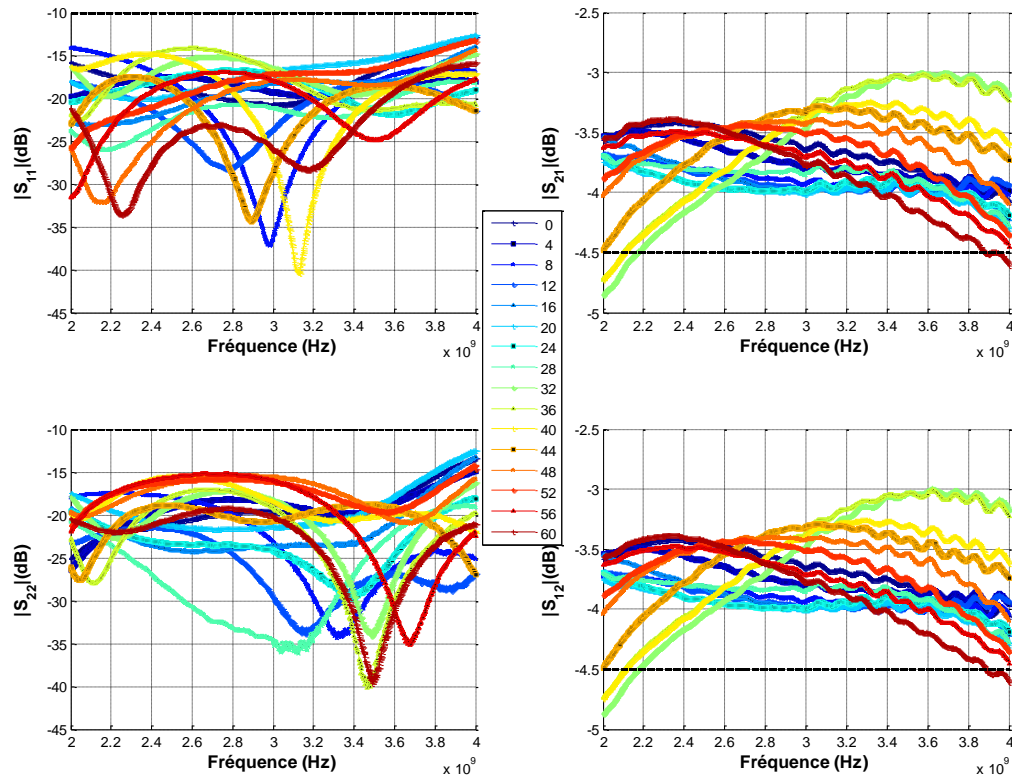 -10
-15
-20
-25
-30
-35
-40
-45
|S11|(dB)
2 2.2 2.4 2.6 2.8 3 3.2 3.4 3.6 3.8 4
Fréquence (Hz)
x 10^9
-2.5
-3
-3.5
-4
-4.5
-5
|S21|(dB)
2 2.2 2.4 2.6 2.8 3 3.2 3.4 3.6 3.8 4
Fréquence (Hz)
x 10^9
0
4
8
12
16
20
24
28
32
36
40
44
48
52
56
60
-10
-15
-20
-25
-30
-35
-40
-45
|S22|(dB)
2 2.2 2.4 2.6 2.8 3 3.2 3.4 3.6 3.8 4
Fréquence (Hz)
x 10^9
-2.5
-3
-3.5
-4
-4.5
-5
|S12|(dB)
2 2.2 2.4 2.6 2.8 3 3.2 3.4 3.6 3.8 4
Fréquence (Hz)
x 10^9